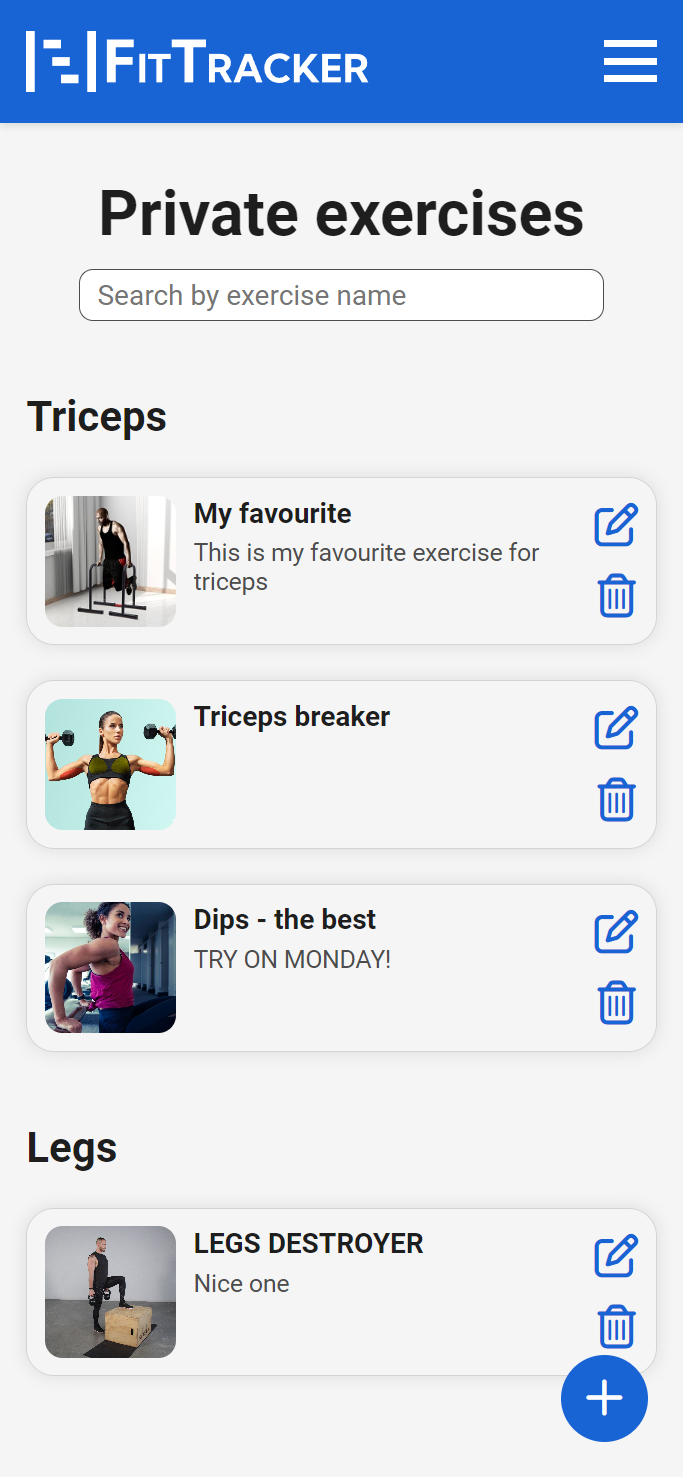 FITTRACKER
Private exercises
Search by exercise name
Triceps
My favourite
This is my favourite exercise for
triceps
Triceps breaker
Dips - the best
TRY ON MONDAY!
Legs
LEGS DESTROYER
Nice one